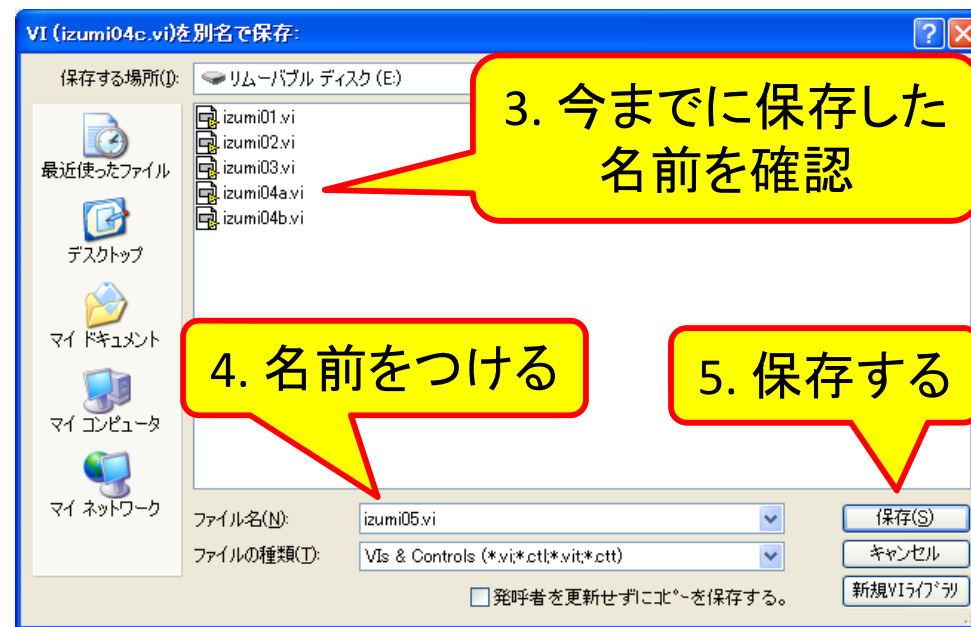 VI (izumi04c.vi)を別名で保存:
保存する場所(I):
リムーバブル ディスク (E:)
3. 今までに保存した
名前を確認
izumi01.vi
izumi02.vi
izumi03.vi
izumi04a.vi
izumi04b.vi
最近使ったファイル
デスクトップ
マイ ドキュメント
マイ コンピュータ
マイ ネットワーク
4. 名前をつける
5. 保存する
ファイル名(N):
izumi05.vi
保存(S)
ファイルの種類(T):
VIs & Controls (*.vi;*.ctl;*.vit;*.ctt)
キャンセル
発呼者を更新せずにコピーを保存する。
新規VIライブラリ